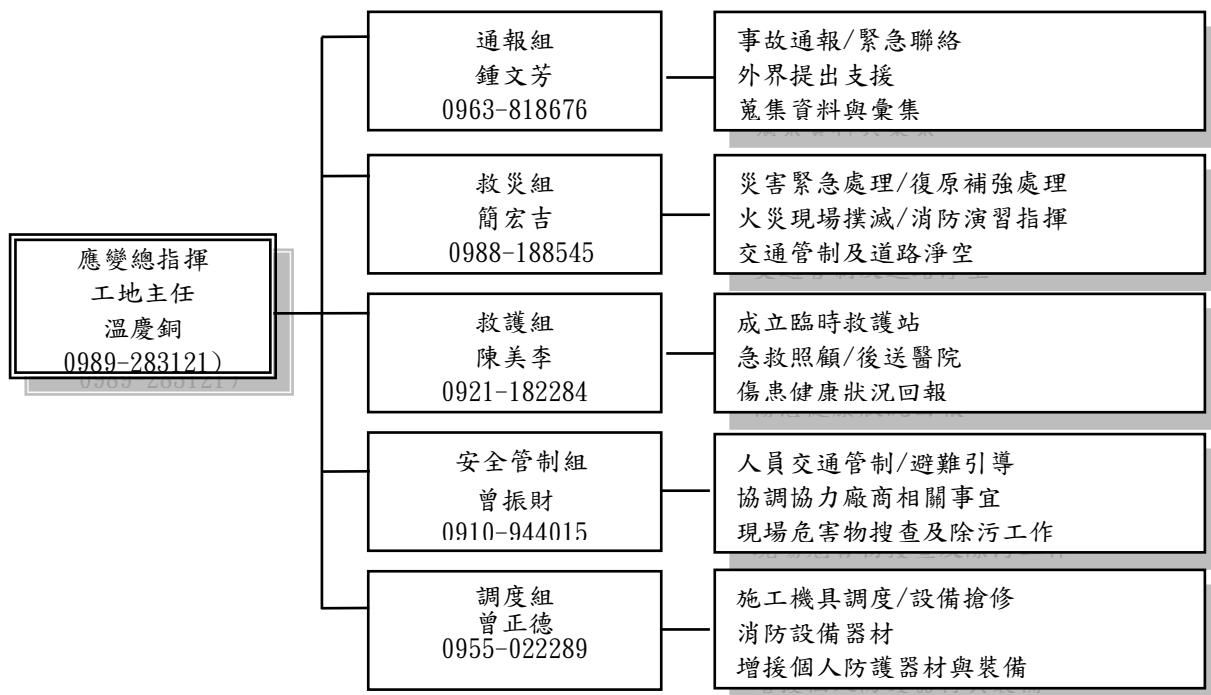 應變總指揮
工地主任
溫慶銅
0989-283121)
通報組
鍾文芳
0963-818676
事故通報/緊急聯絡
外界提出支援
蒐集資料與彙集
救災組
簡宏吉
0988-188545
災害緊急處理/復原補強處理
火災現場撲滅/消防演習指揮
交通管制及道路淨空
救護組
陳美李
0921-182284
成立臨時救護站
急救照顧/後送醫院
傷患健康狀況回報
安全管制組
曾振財
0910-944015
人員交通管制/避難引導
協調協力廠商相關事宜
現場危害物搜查及除污工作
調度組
曾正德
0955-022289
施工機具調度/設備搶修
消防設備器材
增援個人防護器材與裝備